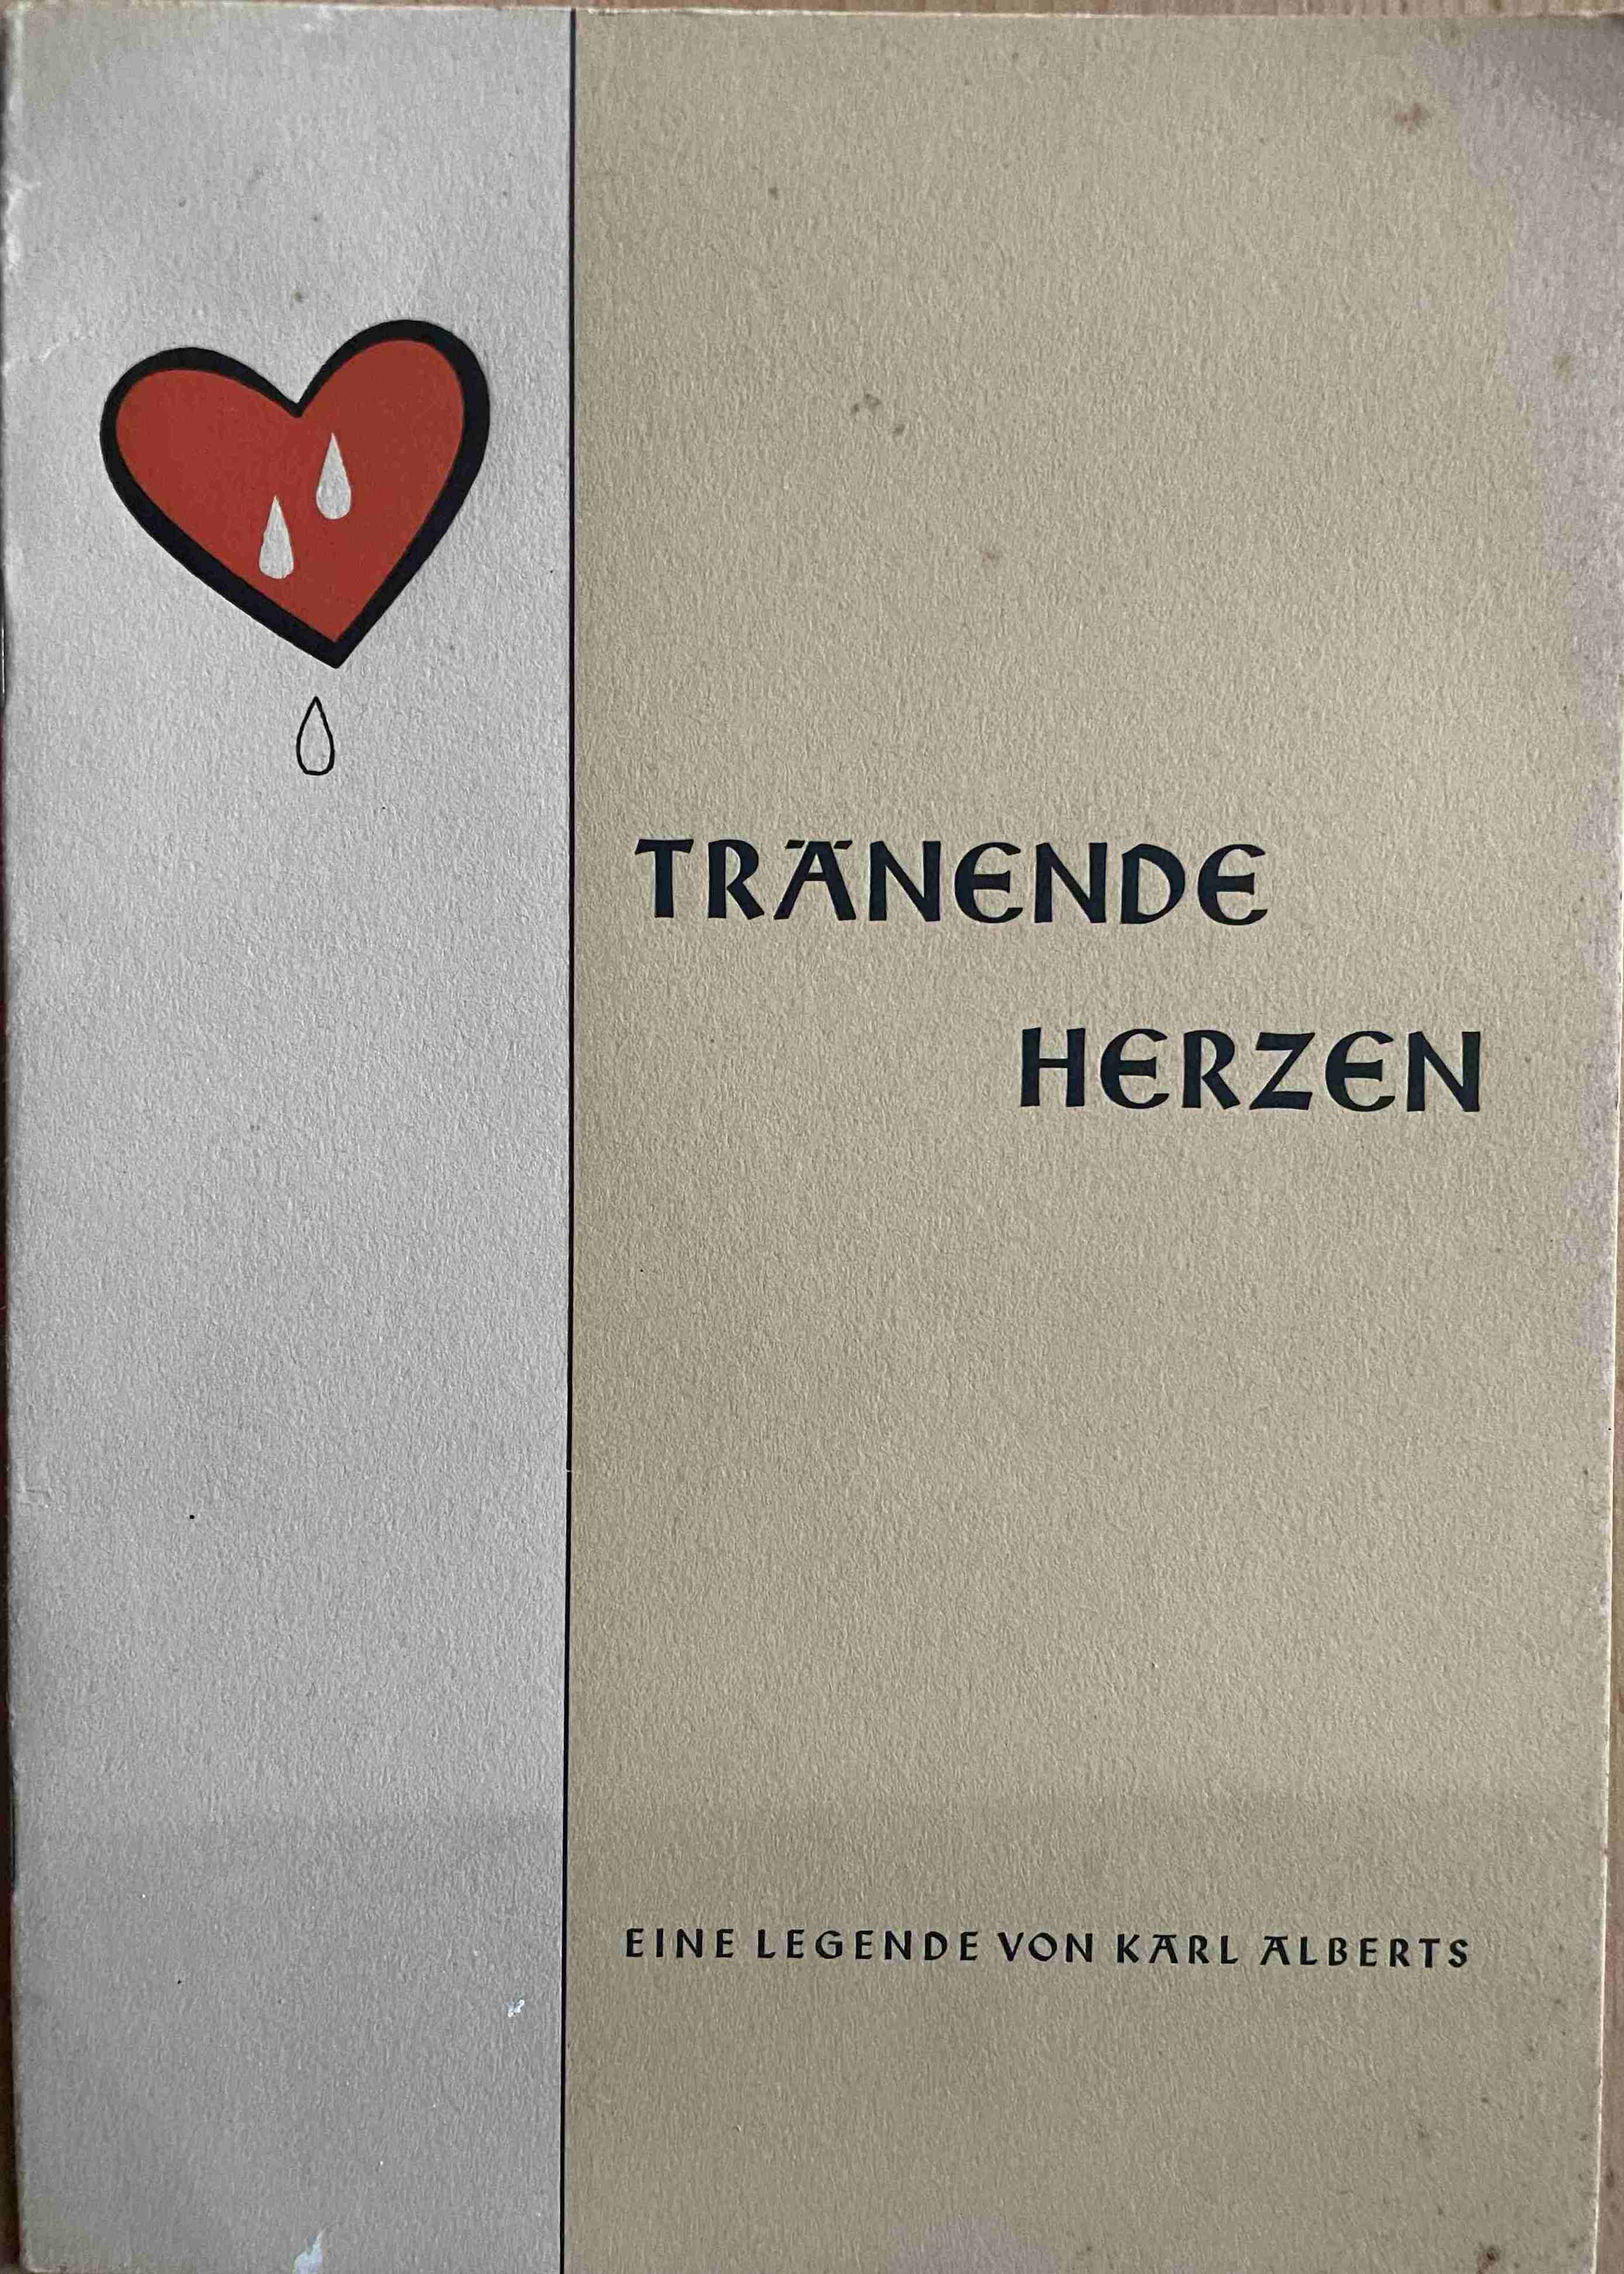 TRÄNENDE
HERZEN
EINE LEGENDE VON KARL ALBERTS